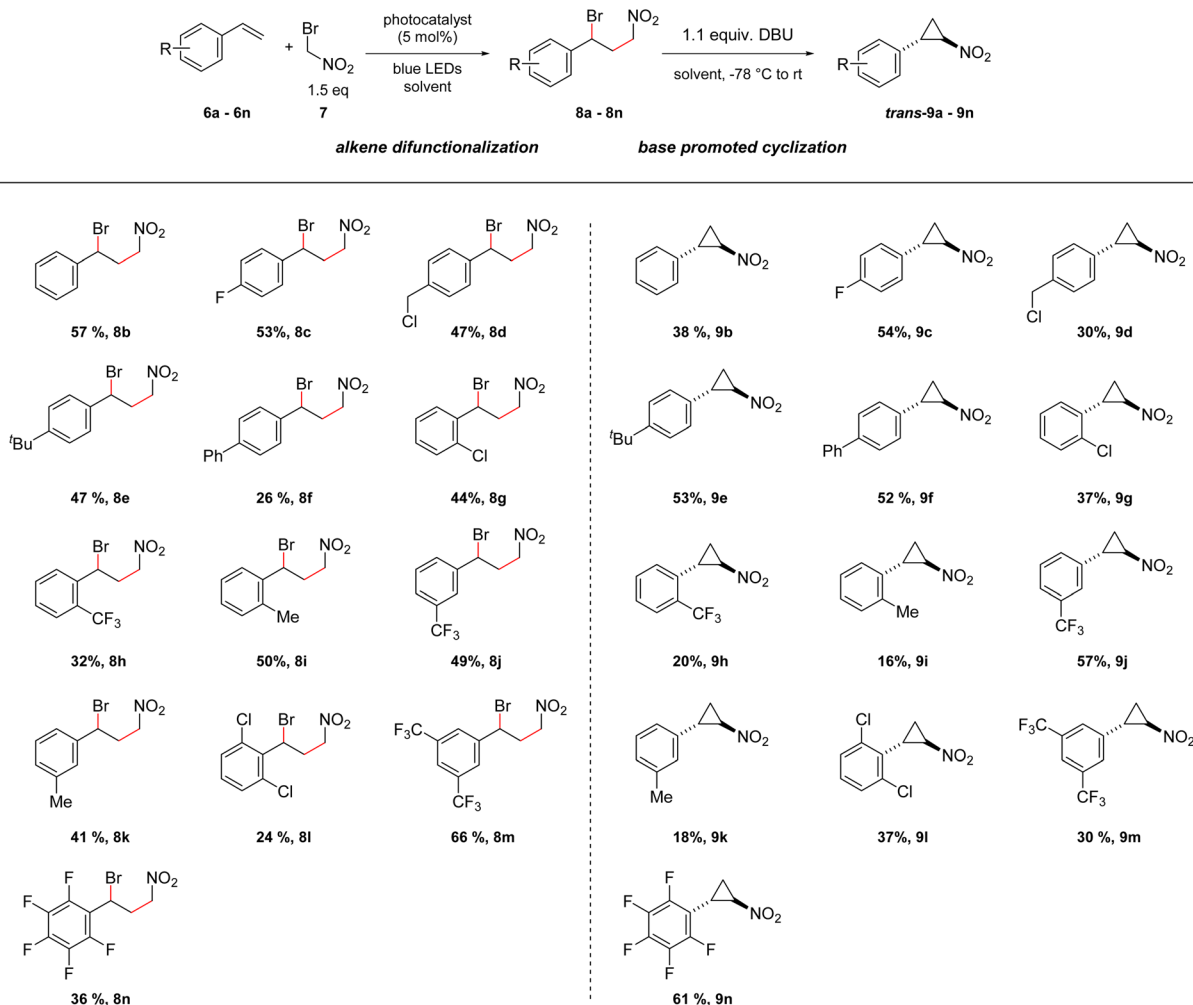 Br
NO2
R
+
Br
NO2
1.5 eq
photocatalyst
(5 mol%)
blue LEDs
solvent
Br
NO2
R
1.1 equiv. DBU
solvent, -78 °C to rt
NO2
R
6a - 6n
7
8a - 8n
trans-9a - 9n
alkene difunctionalization
base promoted cyclization
Br
NO2
57 %, 8b
Br
NO2
F
53%, 8c
Br
NO2
Cl
47%, 8d
NO2
38 %, 9b
NO2
F
54%, 9c
NO2
Cl
30%, 9d
Br
NO2
tBu
47 %, 8e
Br
NO2
Ph
26 %, 8f
Br
NO2
Cl
44%, 8g
NO2
tBu
53%, 9e
NO2
Ph
52 %, 9f
NO2
Cl
37%, 9g
Br
NO2
CF3
32%, 8h
Br
NO2
Me
50%, 8i
Br
NO2
CF3
49%, 8j
NO2
CF3
20%, 9h
NO2
Me
16%, 9i
NO2
CF3
57%, 9j
Br
NO2
Me
41 %, 8k
Cl
Br
NO2
Cl
24 %, 8l
F3C
Br
NO2
CF3
66 %, 8m
NO2
Me
18%, 9k
Cl
NO2
Cl
37%, 9l
F3C
NO2
CF3
30 %, 9m
F
Br
NO2
F
F
F
F
36 %, 8n
F
F
NO2
F
F
F
61 %, 9n